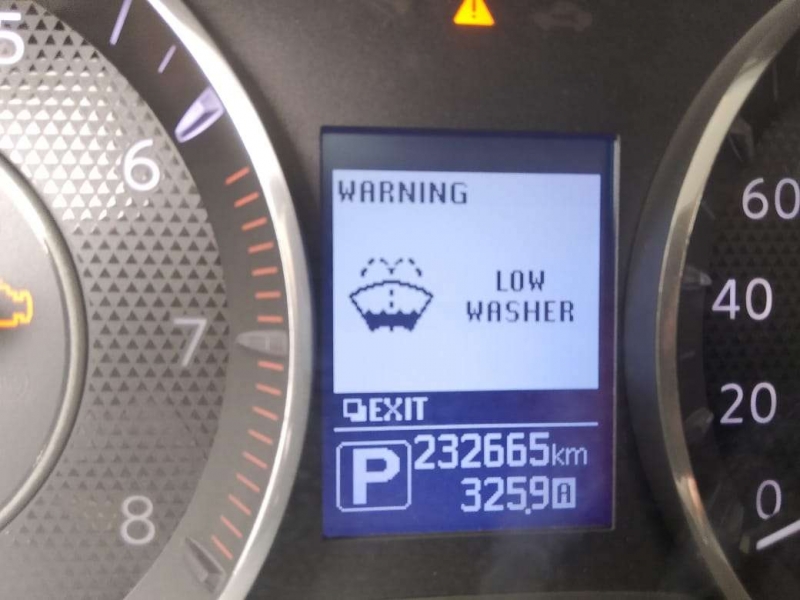 5
6
7
8
WARNING
LOW
WASHER
EXIT
P
232665km
325.9 A
60
40
20
0